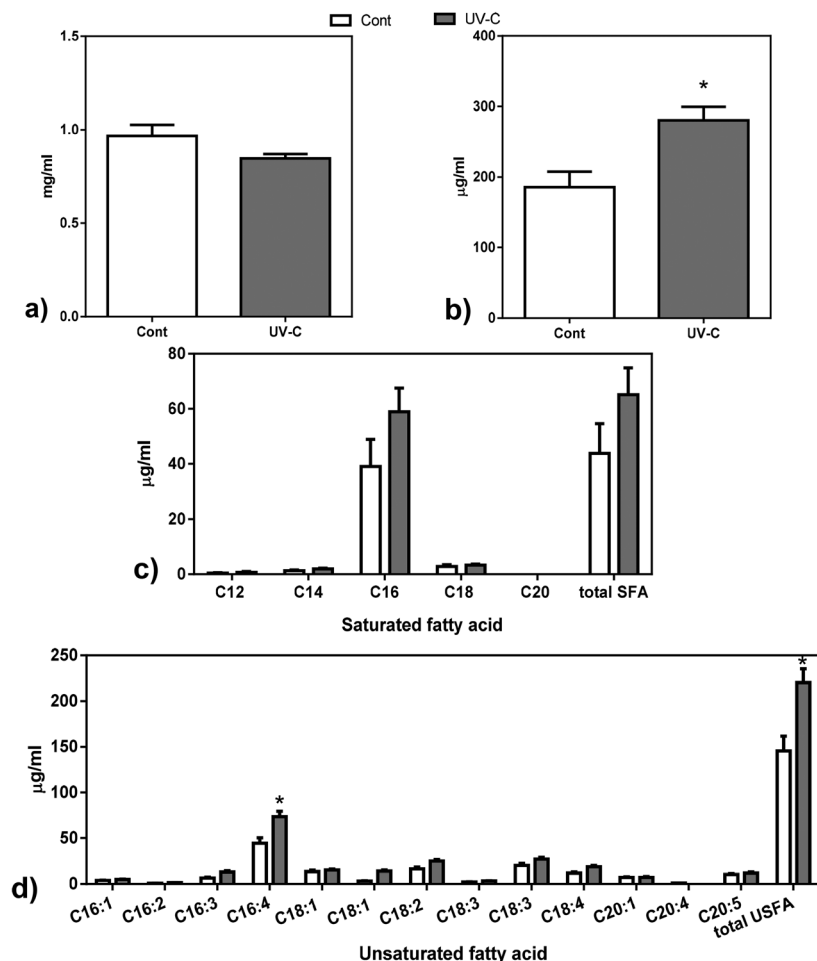 Cont UV-C
1.5
1.0
0.5
0.0
mg/ml
Cont UV-C
a)
400
300
200
100
0
μg/ml
*
Cont UV-C
b)
80
60
40
20
0
μg/ml
C12 C14 C16 C18 C20 total SFA
c)
Saturated fatty acid
250
200
150
100
50
0
μg/ml
* *
C16:1 C16:2 C16:3 C16:4 C18:1 C18:1 C18:2 C18:3 C18:3 C18:4 C20:1 C20:4 C20:5 total USFA
d)
Unsaturated fatty acid